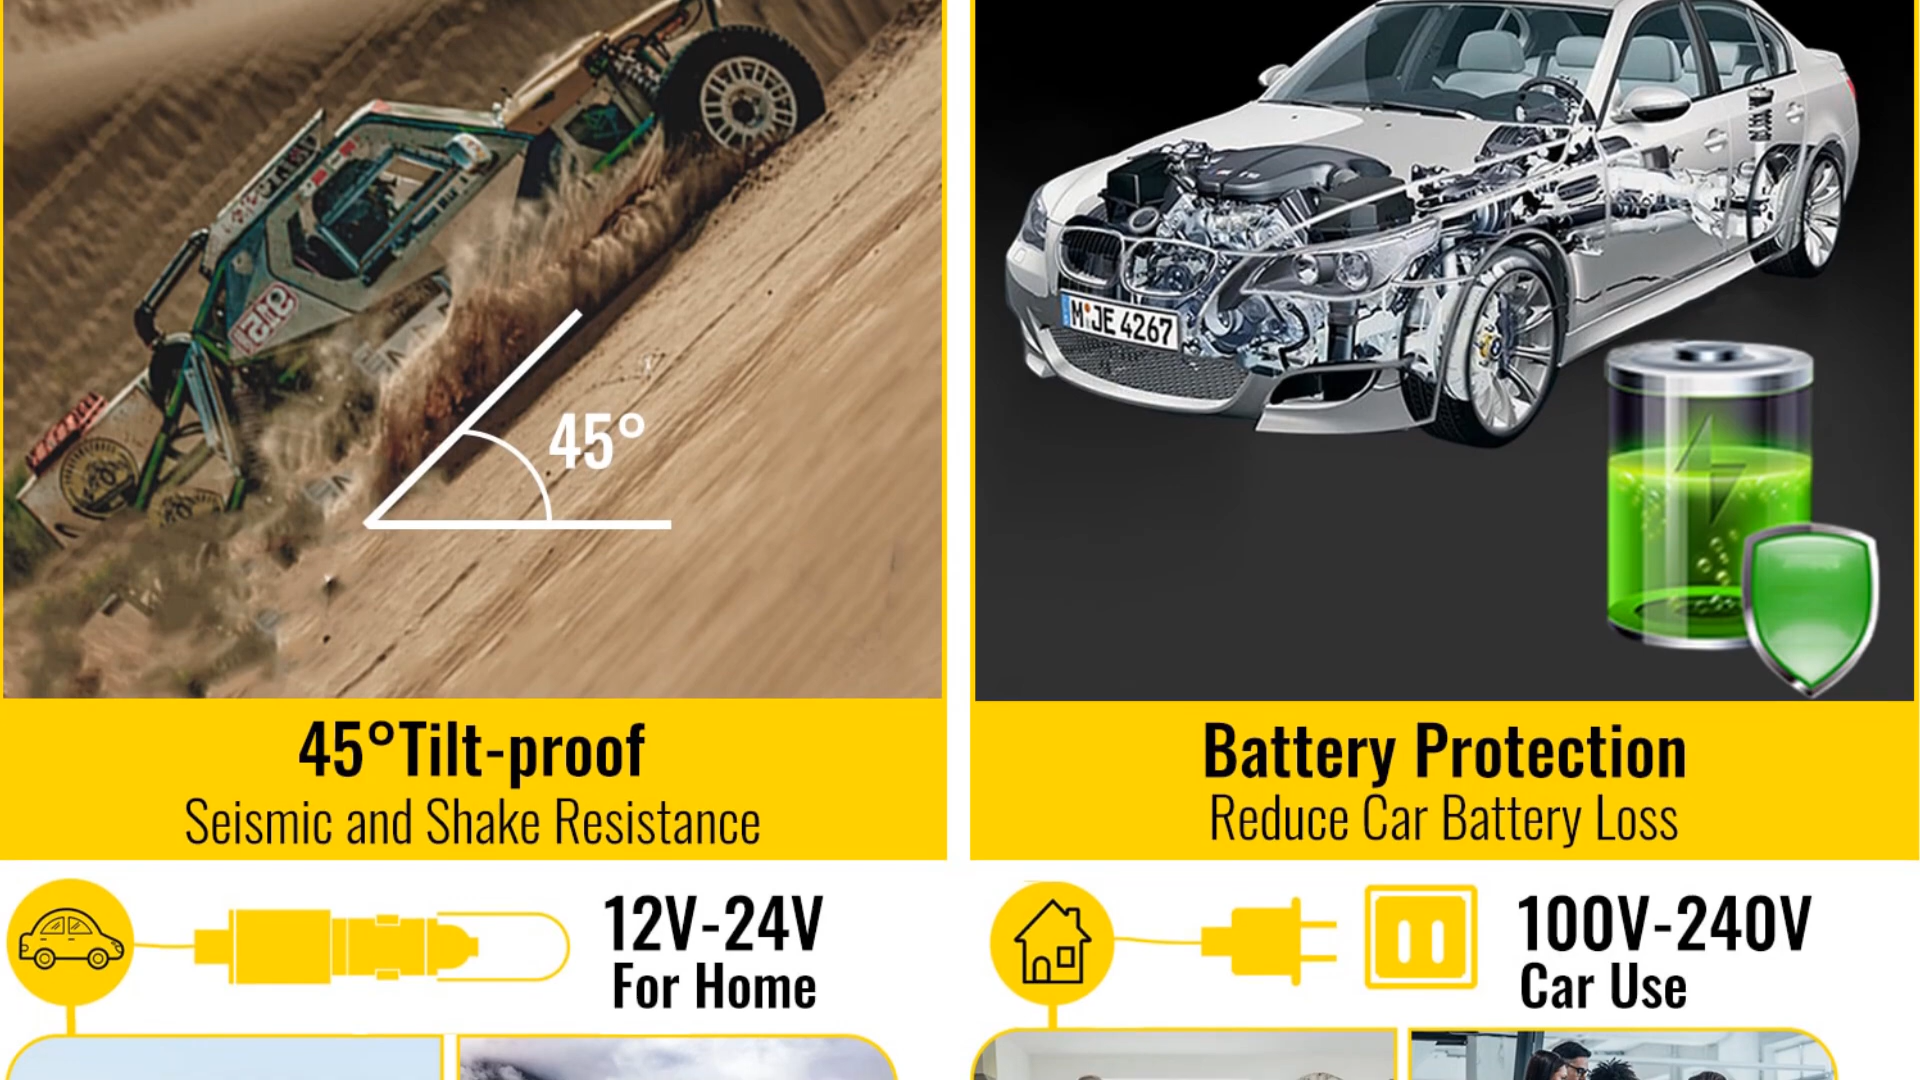 45°
M JE 4267
45°Tilt-proof
Seismic and Shake Resistance
Battery Protection
Reduce Car Battery Loss
12V-24V
For Home
100V-240V
Car Use